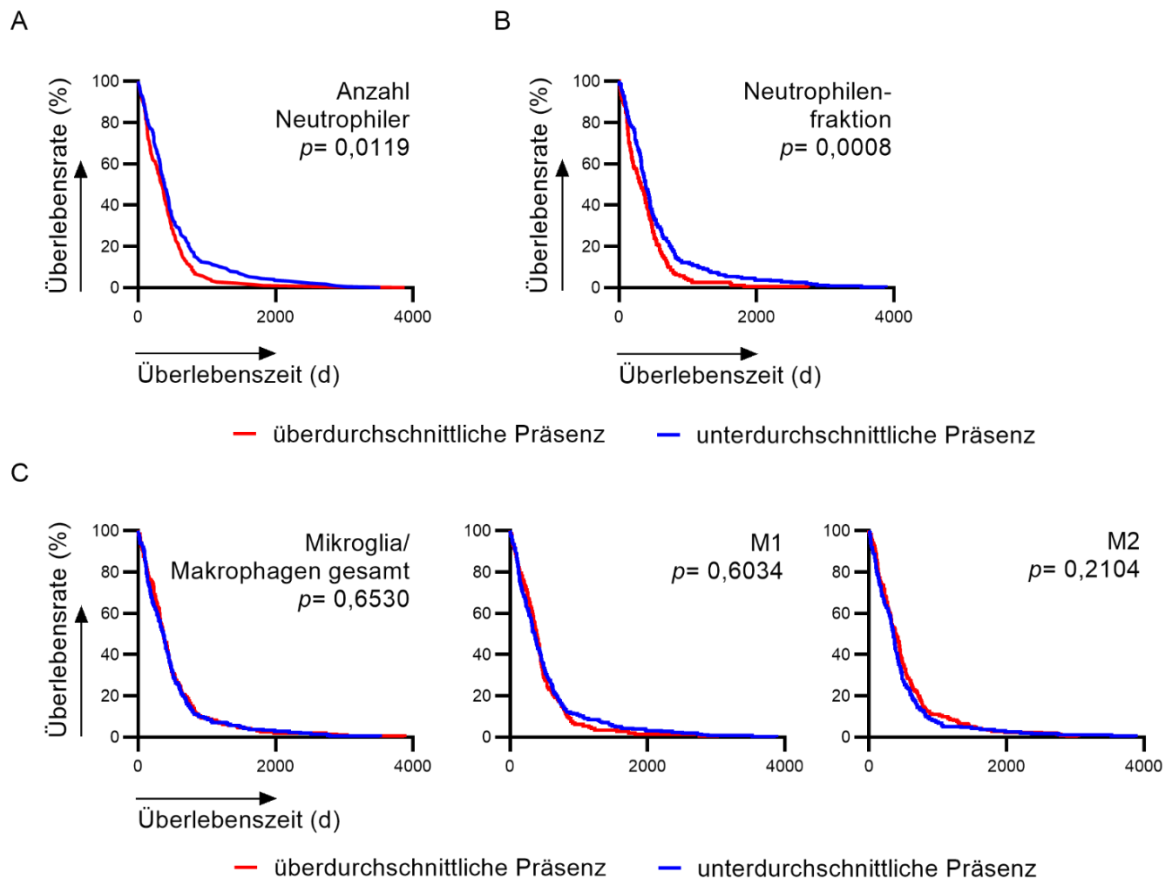 A
Überlebensrate (%)
100
80
60
40
20
0
Anzahl
Neutrophiler
p= 0,0119
0
2000
4000
Überlebenszeit (d)
B
Überlebensrate (%)
100
80
60
40
20
0
Neutrophilen-
fraktion
p= 0,0008
0
2000
4000
Überlebenszeit (d)
überdurchschnittliche Präsenz
unterdurchschnittliche Präsenz
C
Überlebensrate (%)
100
80
60
40
20
0
Mikroglia/
Makrophagen gesamt
p= 0,6530
0
2000
4000
Überlebenszeit (d)
100
80
60
40
20
0
M1
p= 0,6034
0
2000
4000
100
80
60
40
20
0
M2
p= 0,2104
0
2000
4000
überdurchschnittliche Präsenz
unterdurchschnittliche Präsenz